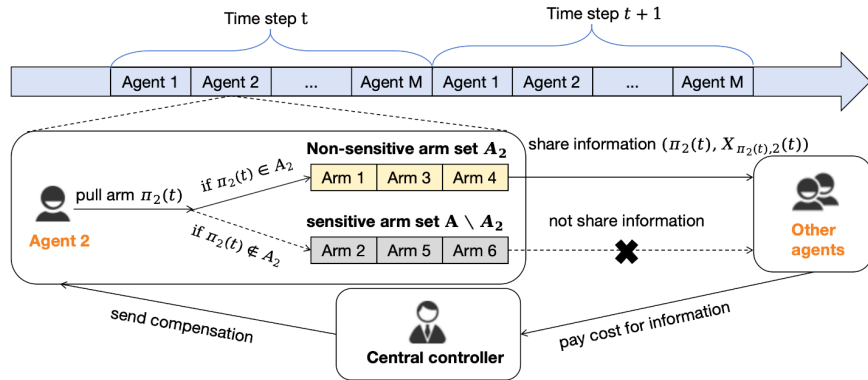 Time step t
Time step t + 1
Agent 1 Agent 2 ... Agent M Agent 1 Agent 2 ... Agent M
Non-sensitive arm set A₂
share information (π₂(t), X_{π₂(t),2}(t))
if π₂(t) ∈ A₂
Arm 1 Arm 3 Arm 4
pull arm π₂(t)
sensitive arm set A \ A₂
not share information
Agent 2
if π₂(t) ∉ A₂
Arm 2 Arm 5 Arm 6
Other
agents
send compensation
Central controller
pay cost for information